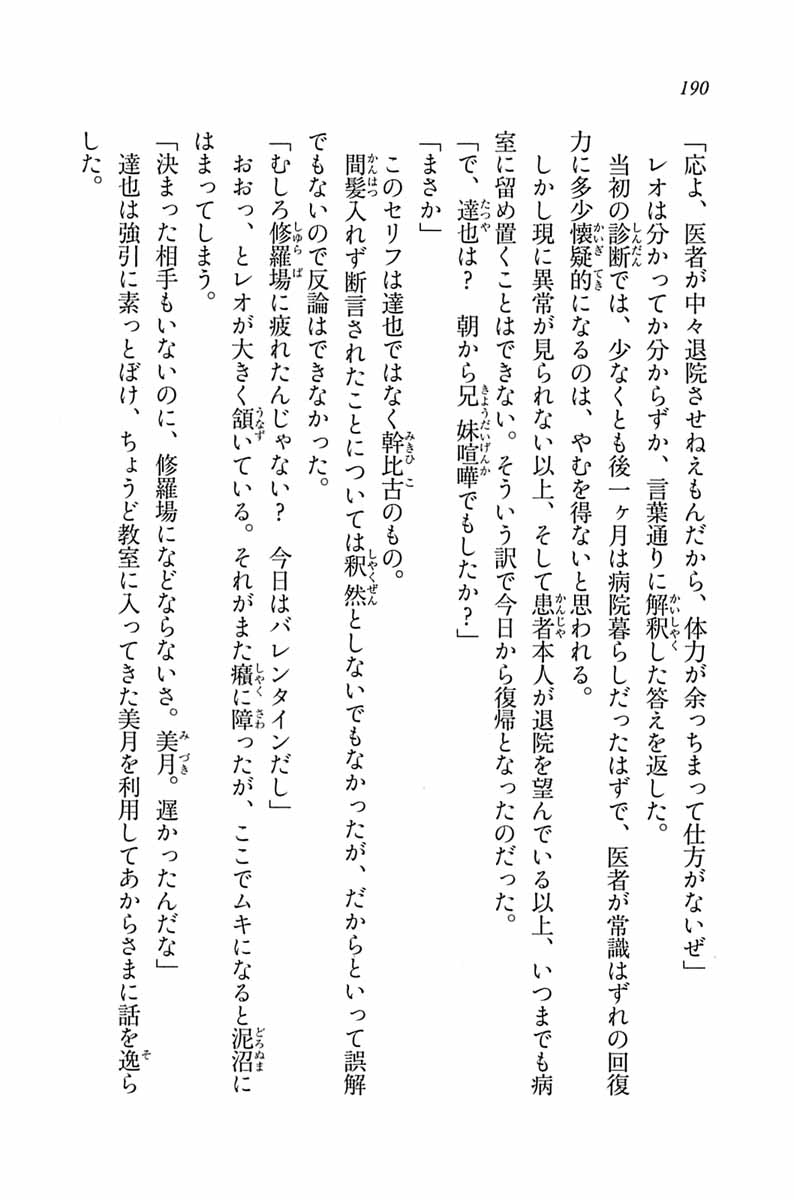 190
「応よ、医者が中々退院させねえもんだから、体力が余っちまって仕方がないぜ」
レオは分かってか分からずか、言葉通りに解釈した答えを返した。
当初の診断では、少なくとも後一ヶ月は病院暮らしだったはずで、医者が常識はずれの回復
力に多少懐疑的になるのは、やむを得ないと思われる。
しかし現に異常が見られない以上、そして患者本人が退院を望んでいる以上、いつまでも病
室に留め置くことはできない。そういう訳で今日から復帰となったのだった。
「で、達也は？　朝から兄妹喧嘩でもしたか？」
「まさか」
このセリフは達也ではなく幹比古のもの。
間髪入れず断言されたことについては釈然としないでもなかったが、だからといって誤解
でもないので反論はできなかった。
「むしろ修羅場に疲れたんじゃない？　今日はバレンタインだし」
おおっ、とレオが大きく頷いている。それがまた癪に障ったが、ここでムキになると泥沼に
はまってしまう。
「決まった相手もいないのに、修羅場になどならないさ。美月。遅かったんだな」
達也は強引に素っとぼけ、ちょうど教室に入ってきた美月を利用してあからさまに話を逸ら
した。